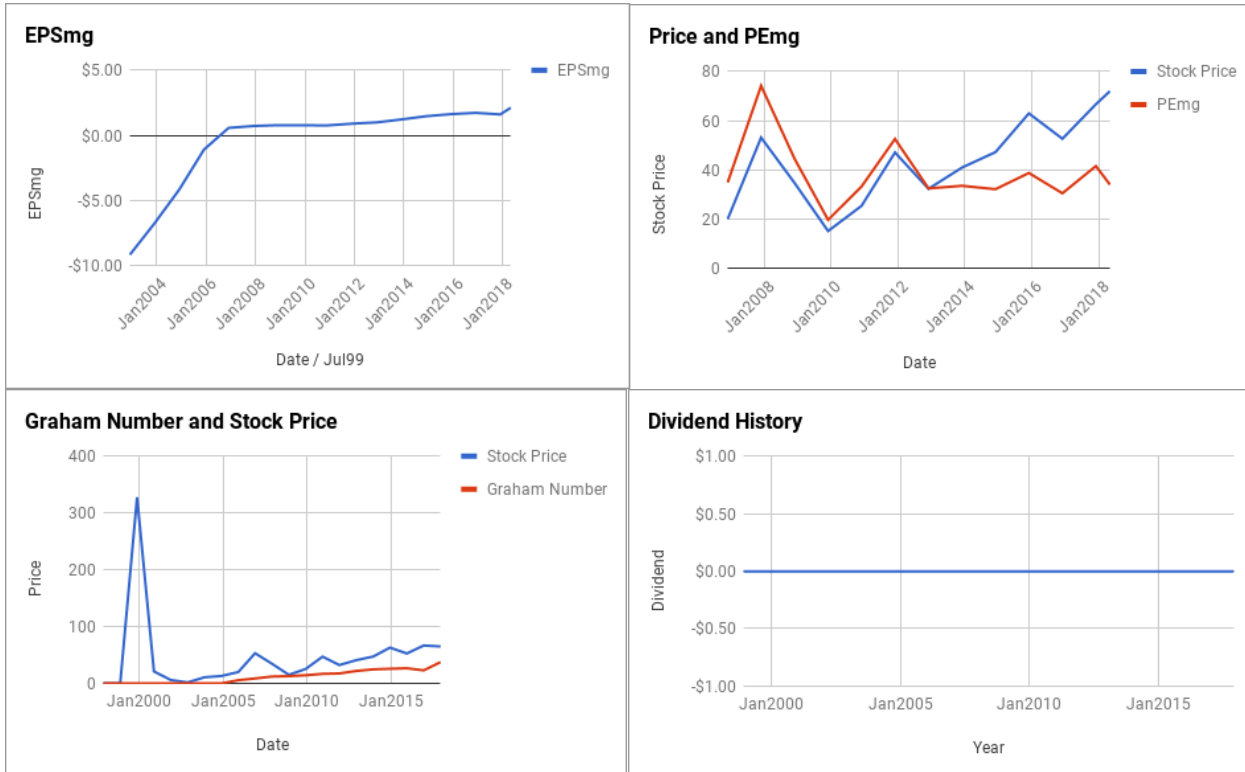 EPSmg
$5.00
$0.00
-$5.00
-$10.00
EPSmg
EPSmg
Jan2004
Jan2006
Jan2008
Jan2010
Jan2012
Jan2014
Jan2016
Jan2018
Date / Jul99
Price and PEmg
80
60
40
20
0
Stock Price
Stock Price
PEmg
Jan2008
Jan2010
Jan2012
Jan2014
Jan2016
Jan2018
Date
Graham Number and Stock Price
400
300
200
100
0
Price
Stock Price
Graham Number
Jan2000
Jan2005
Jan2010
Jan2015
Date
Dividend History
$1.00
$0.50
$0.00
-$0.50
-$1.00
Dividend
Jan2000
Jan2005
Jan2010
Jan2015
Year